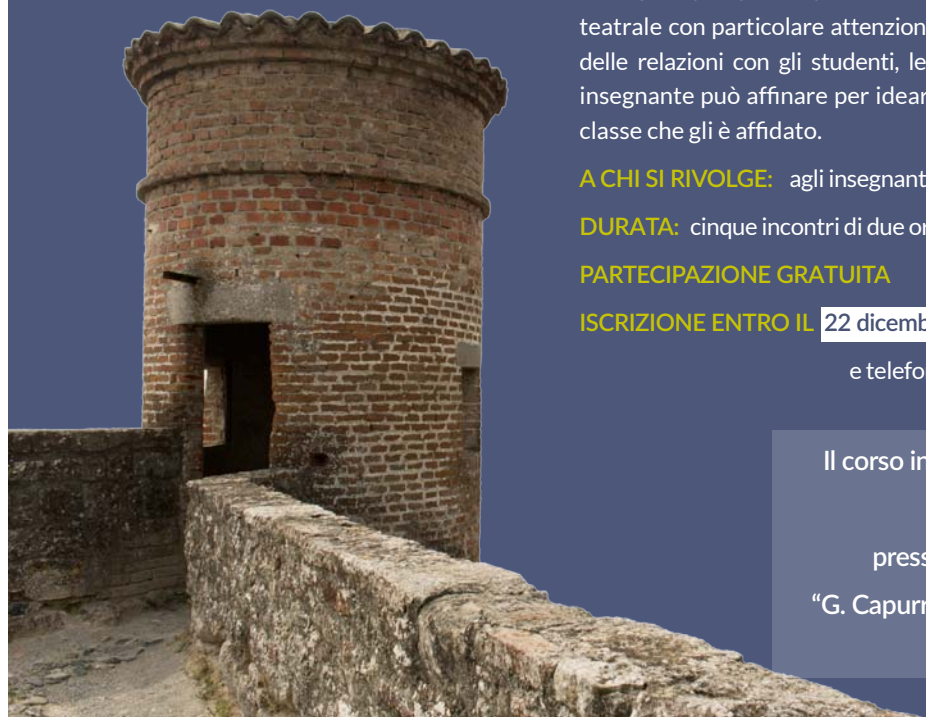 teatrale con particolare attenzion
delle relazioni con gli studenti, le
insegnante può affinare per idear
classe che gli è affidato.
A CHI SI RIVOLGE: agli insegnant
DURATA: cinque incontri di due or
PARTECIPAZIONE GRATUITA
ISCRIZIONE ENTRO IL 22 dicemb
e telefo
Il corso in
press
“G. Capurr